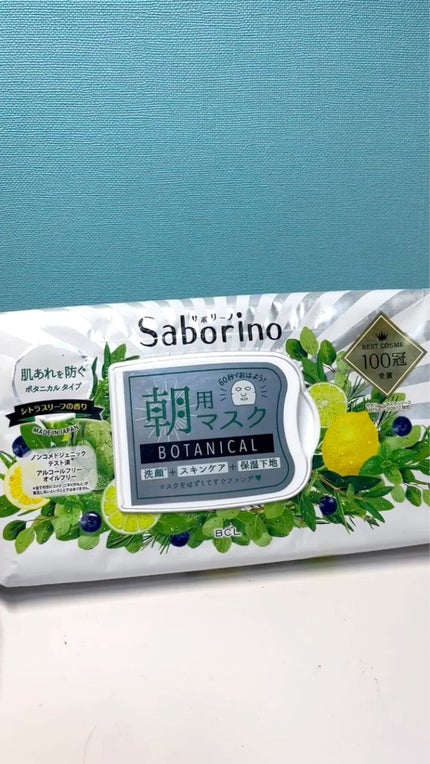 サボリーノ
Saborino
肌あれを防ぐ
ボタニカル タイプ
シトラスリーフの香り
MADE IN JAPAN
ノンコメドジェニック
テスト済
アルコールフリー
オイルフリー
60秒でおはよう!
朝用マスク
BOTANICAL
洗顔+スキンケア+保湿下地
マスクをはずしてすぐファンデ♥
BCL
BEST COSME
100冠
受賞